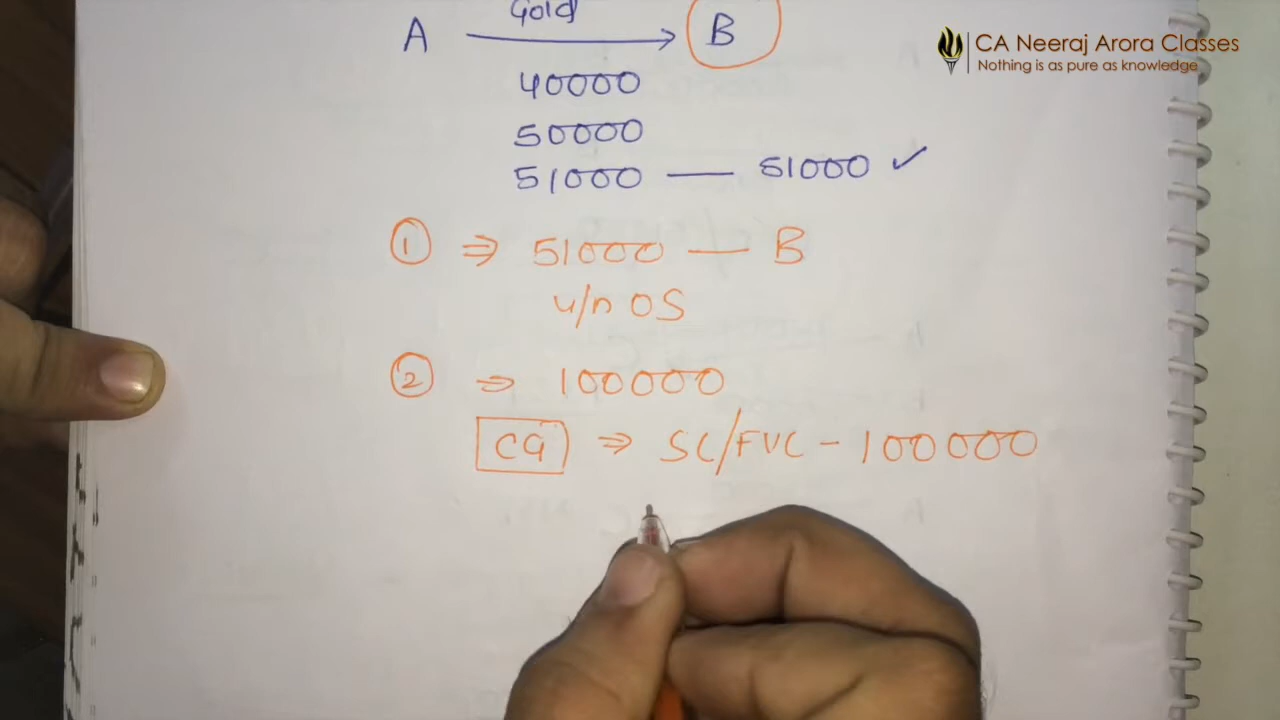 Gold
A → B
CA Neeraj Arora Classes
Nothing is as pure as knowledge
40000
50000
51000 — 51000 ✓
① ⇒ 51000 — B
u/n OS
② ⇒ 100000
CG ⇒ SC/FVC - 100000